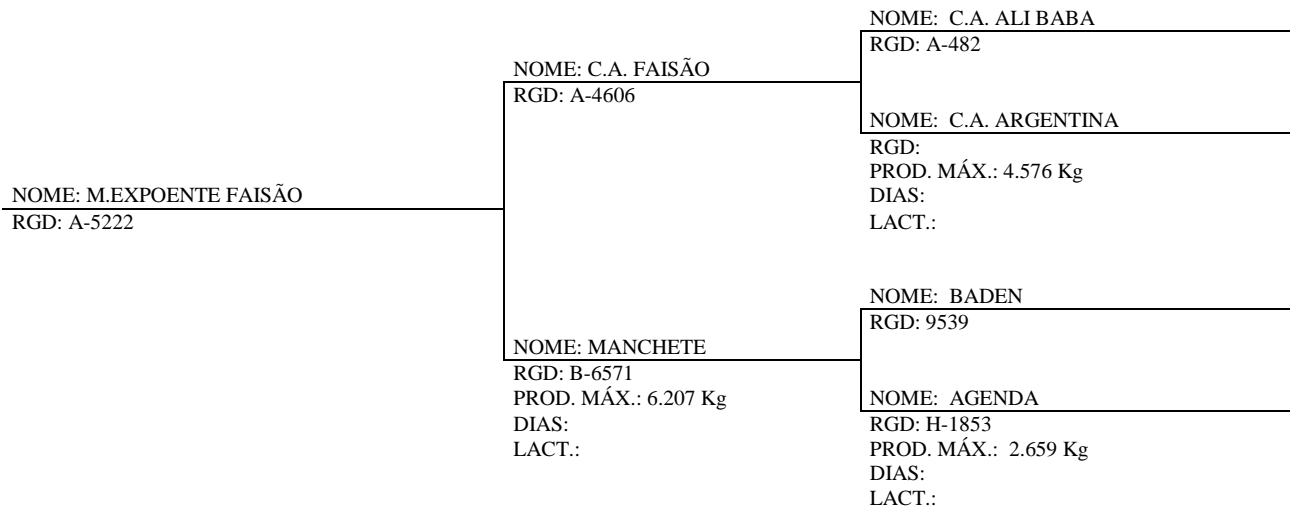 NOME: M.EXPOENTE FAISÃO
RGD: A-5222
NOME: C.A. FAISÃO
RGD: A-4606
NOME: MANCHETE
RGD: B-6571
PROD. MÁX.: 6.207 Kg
DIAS:
LACT.:
NOME: C.A. ALI BABA
RGD: A-482
NOME: C.A. ARGENTINA
RGD:
PROD. MÁX.: 4.576 Kg
DIAS:
LACT.:
NOME: BADEN
RGD: 9539
NOME: AGENDA
RGD: H-1853
PROD. MÁX.: 2.659 Kg
DIAS:
LACT.: